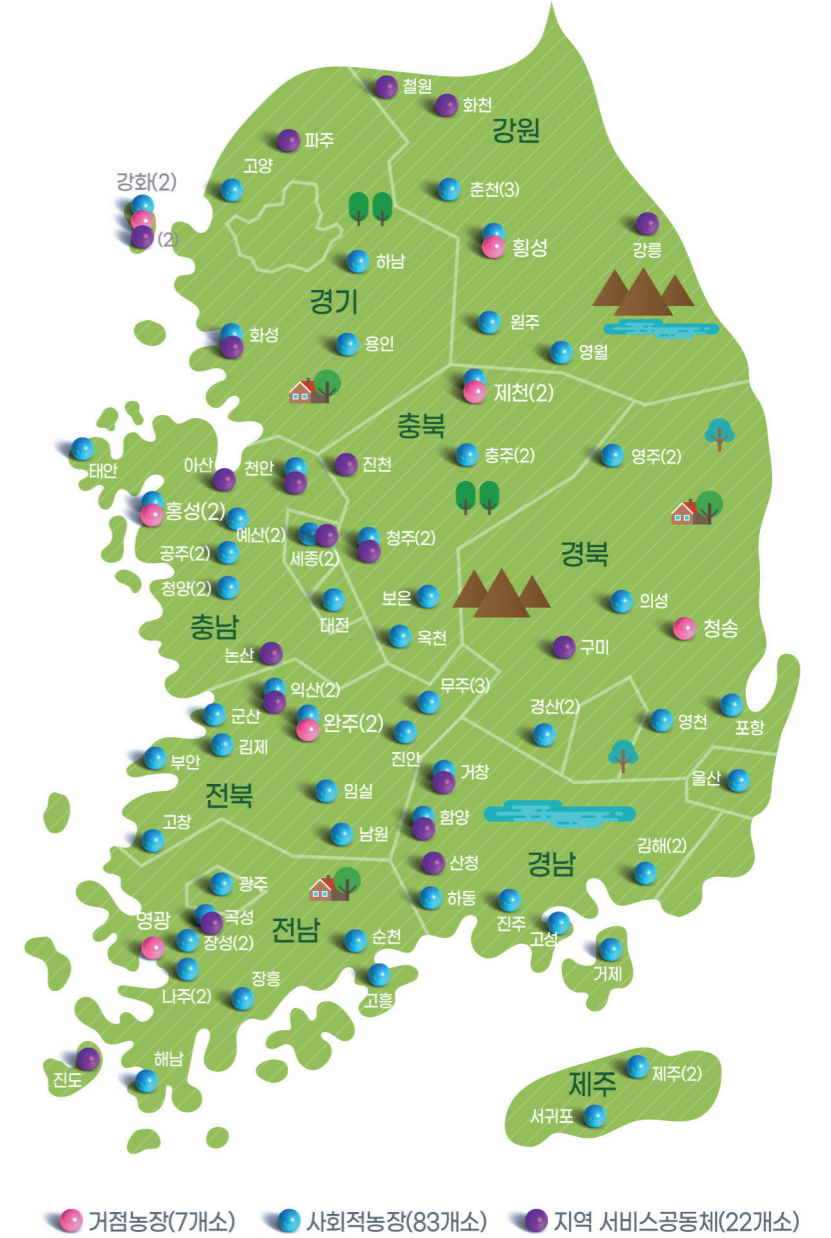 철원
화천
강원
파주
고양
강화(2)
춘천(3)
(2)
강릉
횡성
하남
경기
원주
화성
용인
영월
제천(2)
충북
태안
아산
천안
진천
충주(2)
영주(2)
홍성(2)
예산(2)
청주(2)
공주(2)
세종(2)
경북
청양(2)
보은
의성
충남
대전
옥천
청송
논산
구미
익산(2)
무주(3)
군산
완주(2)
경산(2)
영천
포항
김제
부안
진안
거창
울산
전북
임실
고창
남원
함양
김해(2)
산청
경남
광주
하동
영광
곡성
전남
진주
장성(2)
순천
고성
나주(2)
장흥
고흥
거제
해남
진도
제주
제주(2)
서귀포
거점농장(7개소) 사회적농장(83개소) 지역 서비스공동체(22개소)